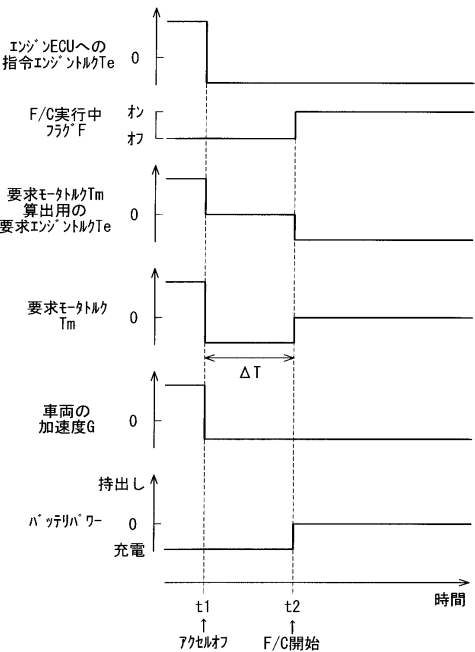 ｴﾝｼﾞﾝECUへの
指令ｴﾝｼﾞﾝﾄﾙｸTe
0
F/C実行中
ﾌﾗｸﾞF
ｵﾝ
ｵﾌ
要求ﾓｰﾀﾄﾙｸTm
算出用の
要求ｴﾝｼﾞﾝﾄﾙｸTe
0
要求ﾓｰﾀﾄﾙｸ
Tm
0
ΔT
車両の
加速度G
0
持出し
ﾊﾞｯﾃﾘﾊﾟﾜｰ
0
充電
時間
t1
t2
↑
↑
ｱｸｾﾙｵﾌ
F/C開始